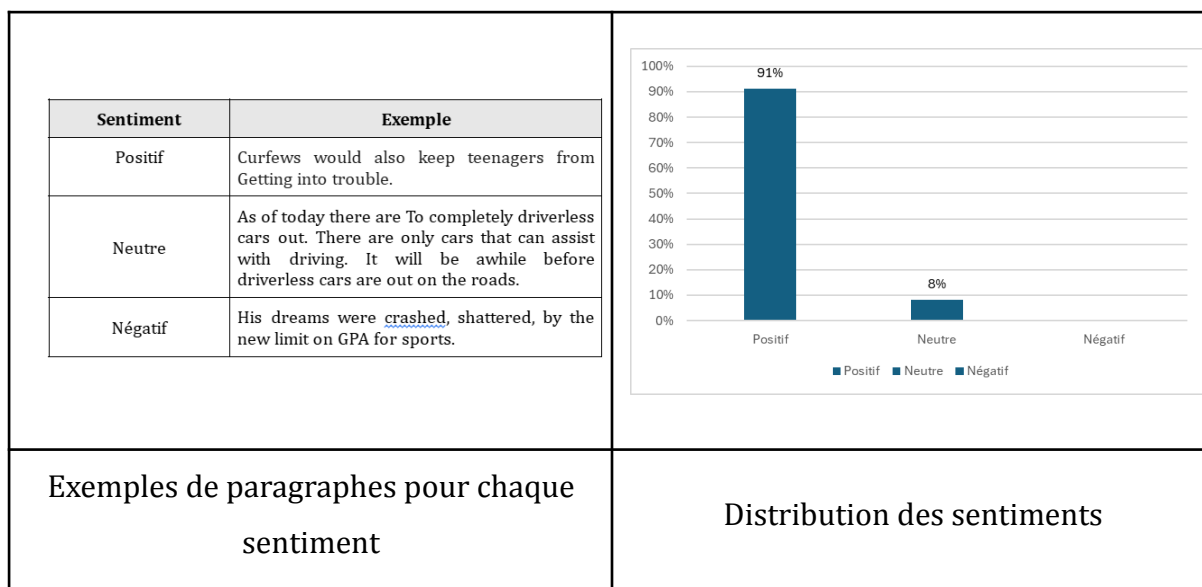 Sentiment Exemple
Positif
Curfews would also keep teenagers from
Getting into trouble.
Neutre
As of today there are To completely driverless
cars out. There are only cars that can assist
with driving. It will be awhile before
driverless cars are out on the roads.
Négatif
His dreams were crashed, shattered, by the
new limit on GPA for sports.
100%
90%
80%
70%
60%
50%
40%
30%
20%
10%
0%
91%
8%
Positif Neutre Négatif
Positif Neutre Négatif
Exemples de paragraphes pour chaque
sentiment
Distribution des sentiments